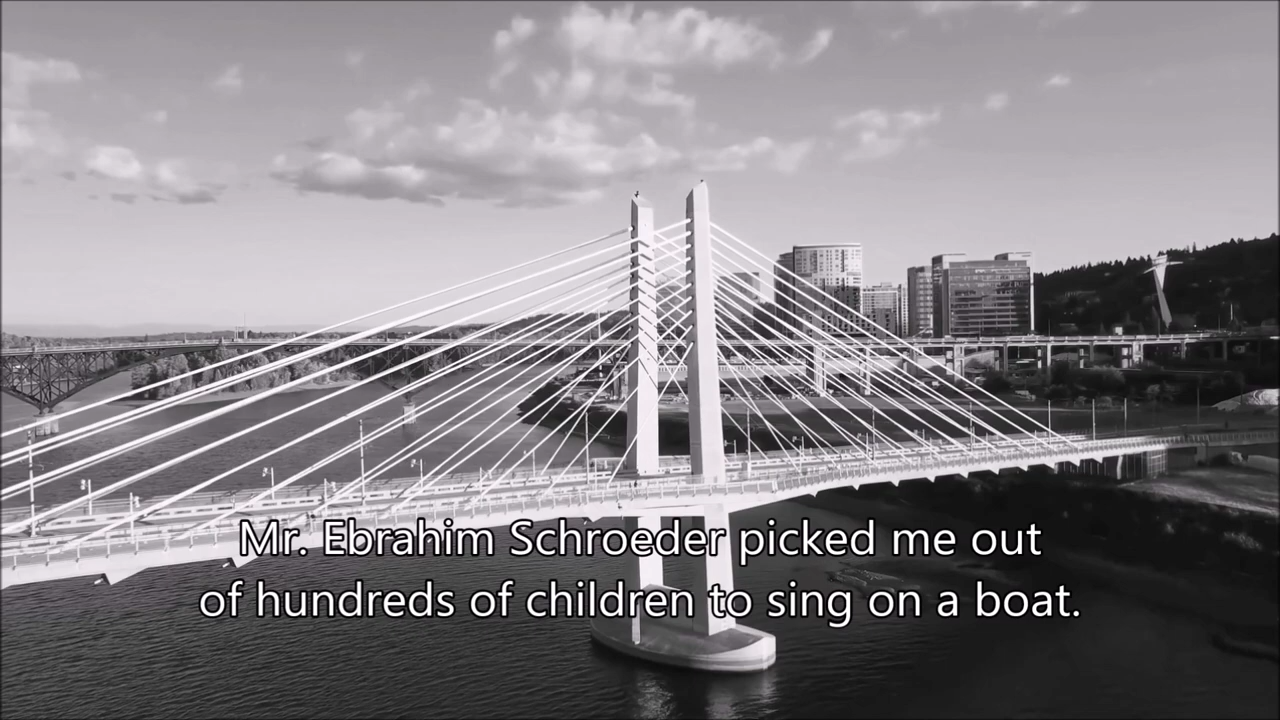 Mr. Ebrahim Schroeder picked me out
of hundreds of children to sing on a boat.